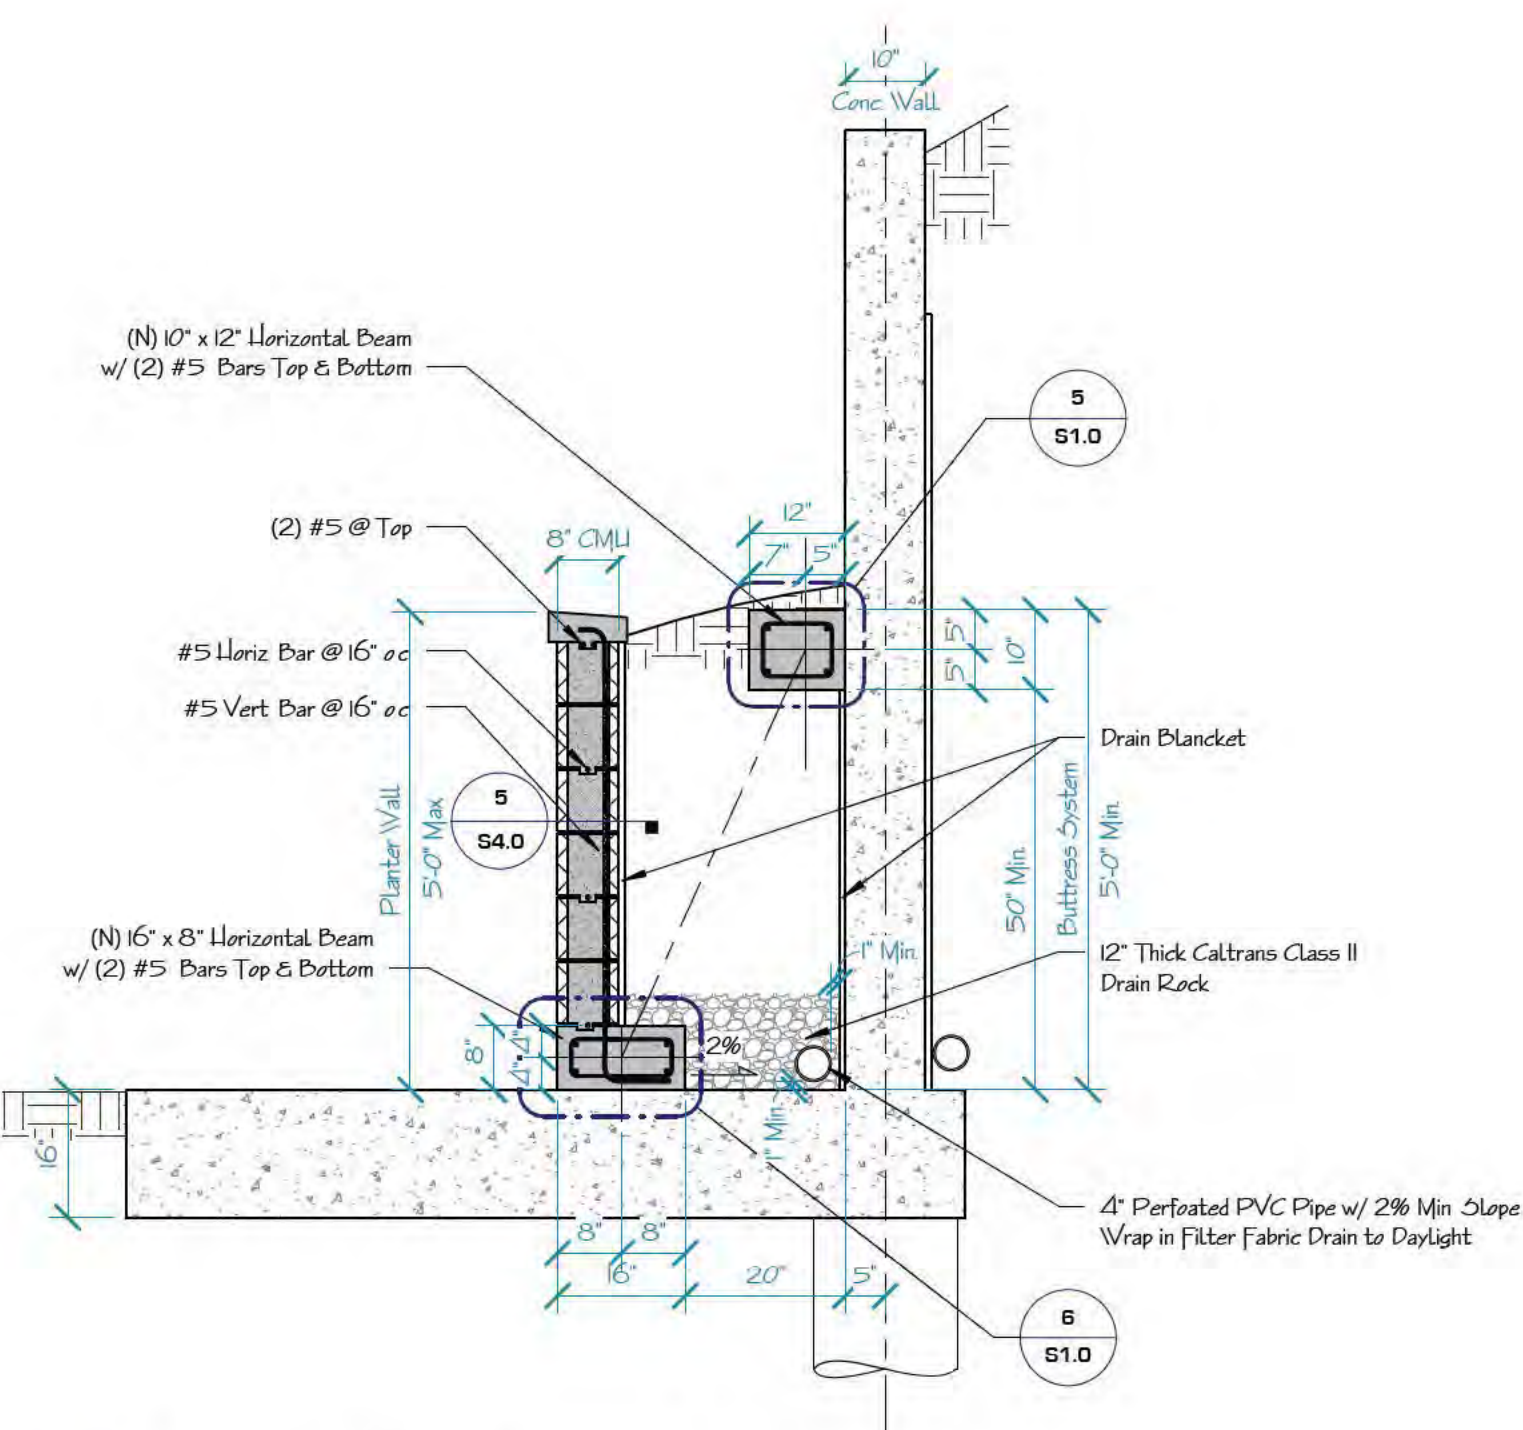 10"
Conc Wall
(N) 10" x 12" Horizontal Beam
w/ (2) #5 Bars Top & Bottom
5
S1.0
(2) #5 @ Top
8" CMU
12"
7"
5"
#5 Horiz Bar @ 16" oc
#5 Vert Bar @ 16" oc
5"
5"
10"
Drain Blancket
5
S4.0
Planter Wall
5'-0" Max
50" Min.
Buttress System
5'-0" Min.
(N) 16" x 8" Horizontal Beam
w/ (2) #5 Bars Top & Bottom
1" Min.
12" Thick Caltrans Class II
Drain Rock
8"
4"
4"
2%
1" Min.
16"
4" Perfoated PVC Pipe w/ 2% Min Slope
Wrap in Filter Fabric Drain to Daylight
8"
8"
16"
20"
5"
6
S1.0